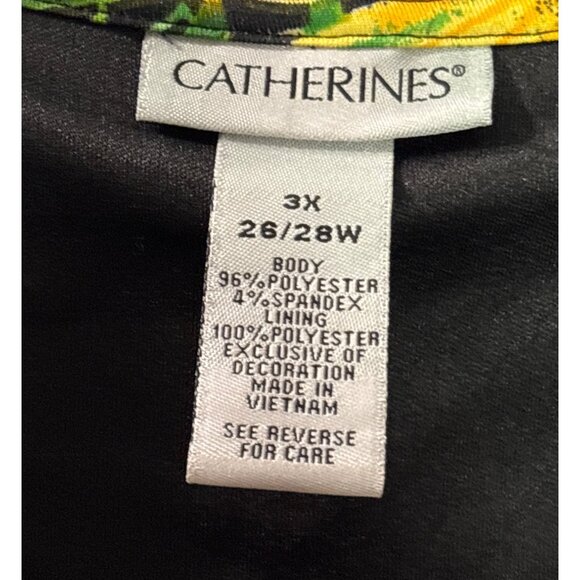 CATHERINES®
3X
26/28W
BODY
96%POLYESTER
4%SPANDEX
LINING
100%POLYESTER
EXCLUSIVE OF
DECORATION
MADE IN
VIETNAM
SEE REVERSE
FOR CARE